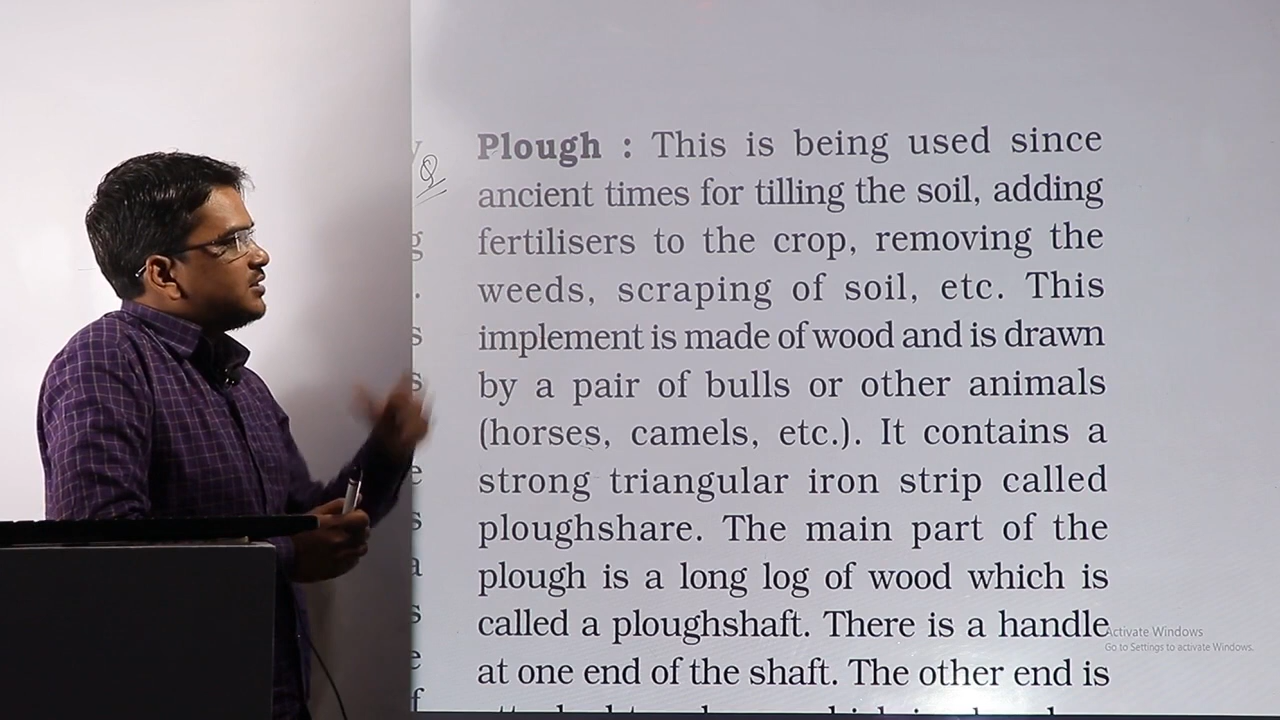 Plough : This is being used since
ancient times for tilling the soil, adding
fertilisers to the crop, removing the
weeds, scraping of soil, etc. This
implement is made of wood and is drawn
by a pair of bulls or other animals
(horses, camels, etc.). It contains a
strong triangular iron strip called
ploughshare. The main part of the
plough is a long log of wood which is
called a ploughshaft. There is a handle
at one end of the shaft. The other end is
Activate Windows
Go to Settings to activate Windows.